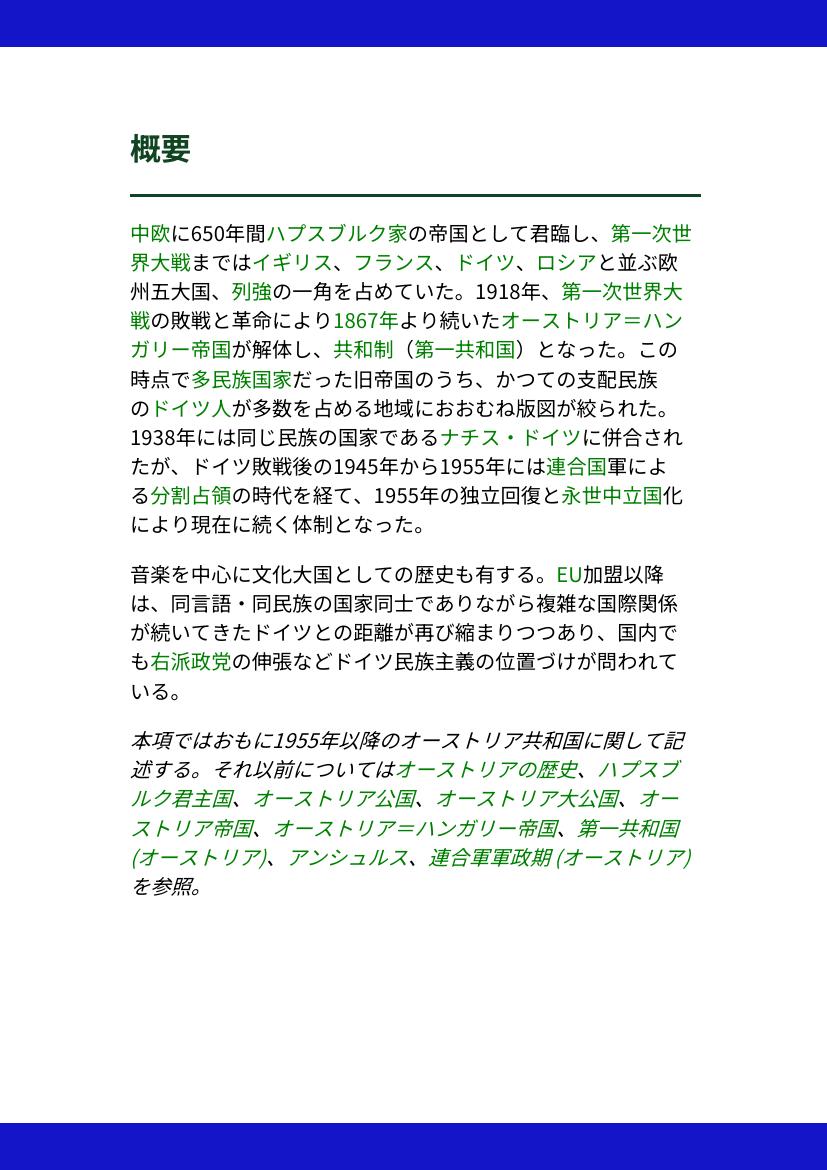 概要
中欧に650年間ハプスブルク家の帝国として君臨し、第一次世
界大戦まではイギリス、フランス、ドイツ、ロシアと並ぶ欧
州五大国、列強の一角を占めていた。1918年、第一次世界大
戦の敗戦と革命により1867年より続いたオーストリア＝ハン
ガリー帝国が解体し、共和制（第一共和国）となった。この
時点で多民族国家だった旧帝国のうち、かつての支配民族
のドイツ人が多数を占める地域におおむね版図が絞られた。
1938年には同じ民族の国家であるナチス・ドイツに併合され
たが、ドイツ敗戦後の1945年から1955年には連合国軍によ
る分割占領の時代を経て、1955年の独立回復と永世中立国化
により現在に続く体制となった。
音楽を中心に文化大国としての歴史も有する。EU加盟以降
は、同言語・同民族の国家同士でありながら複雑な国際関係
が続いてきたドイツとの距離が再び縮まりつつあり、国内で
も右派政党の伸張などドイツ民族主義の位置づけが問われて
いる。
本項ではおもに1955年以降のオーストリア共和国に関して記
述する。それ以前についてはオーストリアの歴史、ハプスブ
ルク君主国、オーストリア公国、オーストリア大公国、オー
ストリア帝国、オーストリア＝ハンガリー帝国、第一共和国
(オーストリア)、アンシュルス、連合軍軍政期 (オーストリア)
を参照。